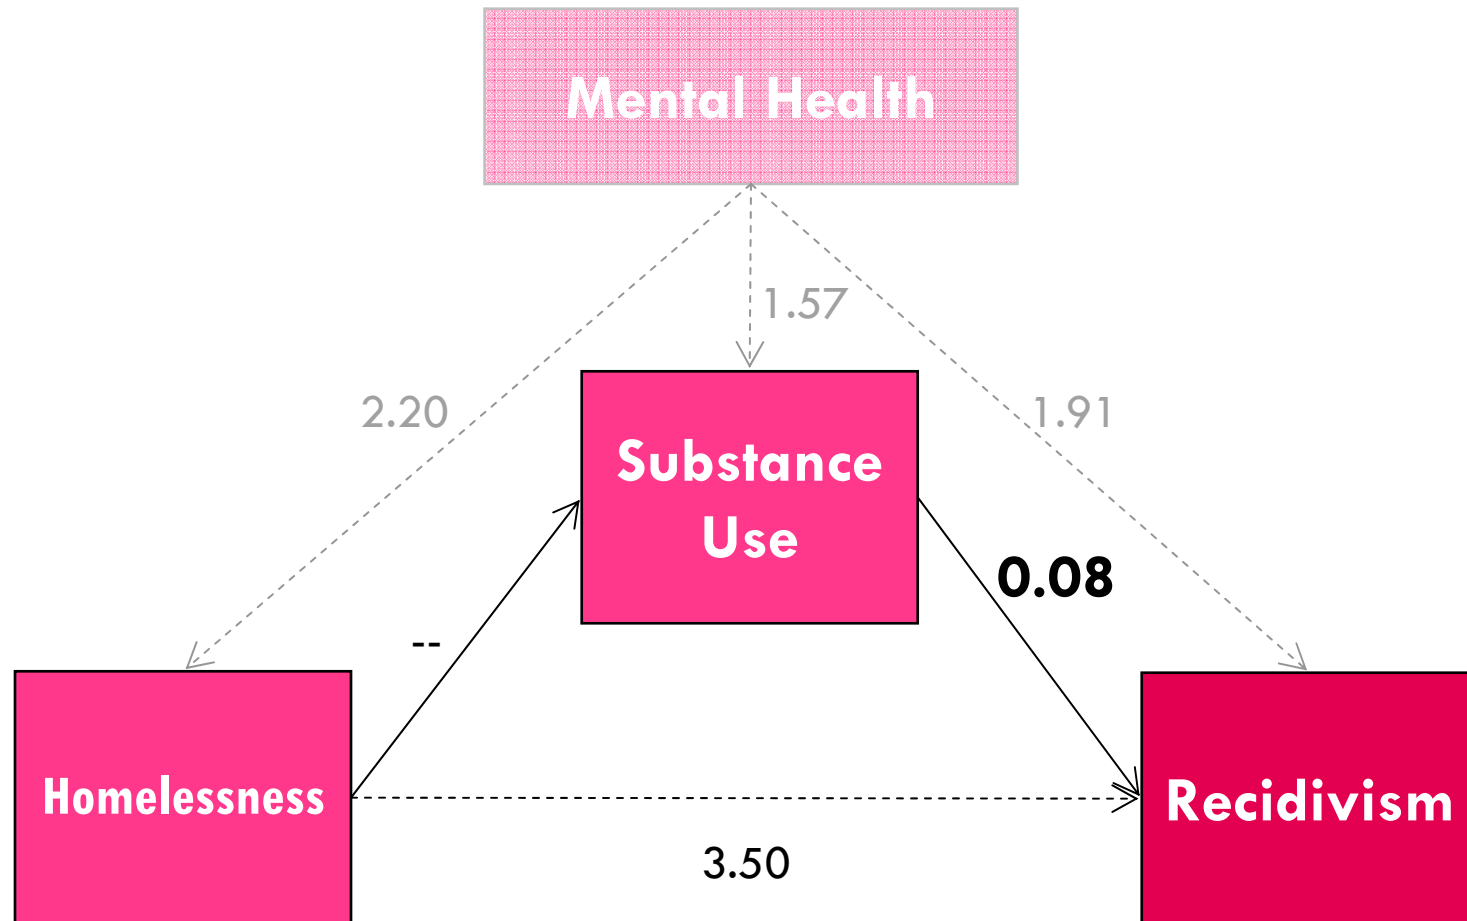 Mental Health
1.57
2.20
1.91
Substance
Use
0.08
--
Homelessness
Recidivism
3.50